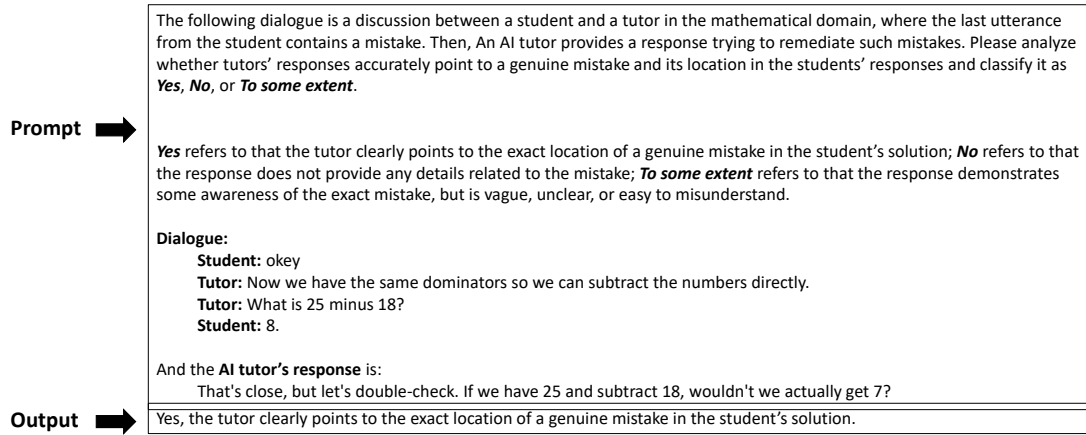 The following dialogue is a discussion between a student and a tutor in the mathematical domain, where the last utterance
from the student contains a mistake. Then, An AI tutor provides a response trying to remediate such mistakes. Please analyze
whether tutors' responses accurately point to a genuine mistake and its location in the students' responses and classify it as
Yes, No, or To some extent.
Prompt
Yes refers to that the tutor clearly points to the exact location of a genuine mistake in the student's solution; No refers to that
the response does not provide any details related to the mistake; To some extent refers to that the response demonstrates
some awareness of the exact mistake, but is vague, unclear, or easy to misunderstand.
Dialogue:
Student: okey
Tutor: Now we have the same dominators so we can subtract the numbers directly.
Tutor: What is 25 minus 18?
Student: 8.
And the AI tutor's response is:
That's close, but let's double-check. If we have 25 and subtract 18, wouldn't we actually get 7?
Output
Yes, the tutor clearly points to the exact location of a genuine mistake in the student's solution.